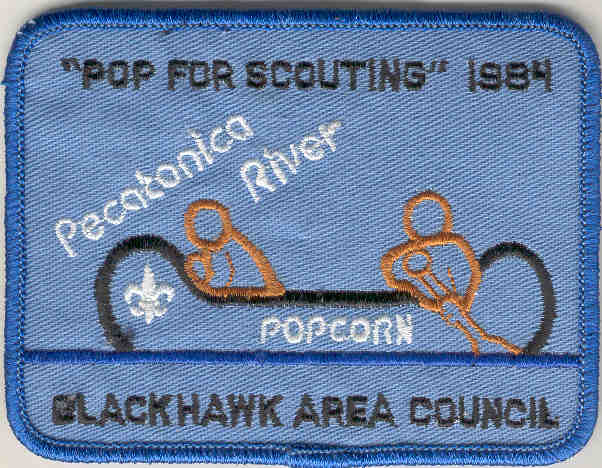 "POP FOR SCOUTING" 1984
Pecatonica
River
POPCORN
BLACKHAWK AREA COUNCIL